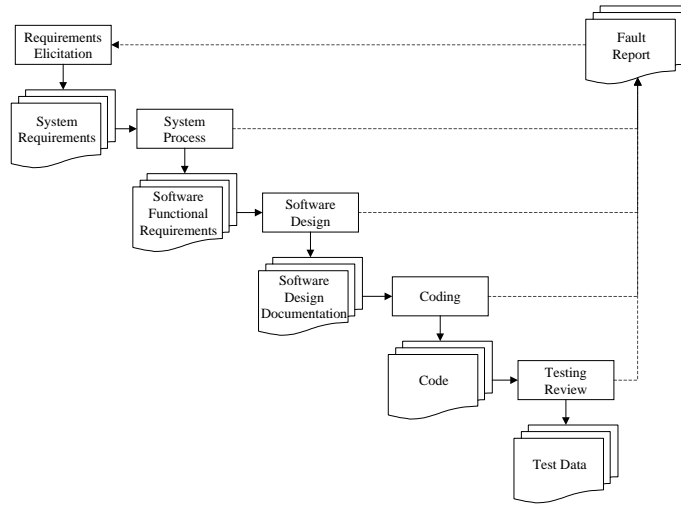 Requirements
Elicitation
Fault
Report
System
Requirements
System
Process
Software
Functional
Requirements
Software
Design
Software
Design
Documentation
Coding
Code
Testing
Review
Test Data